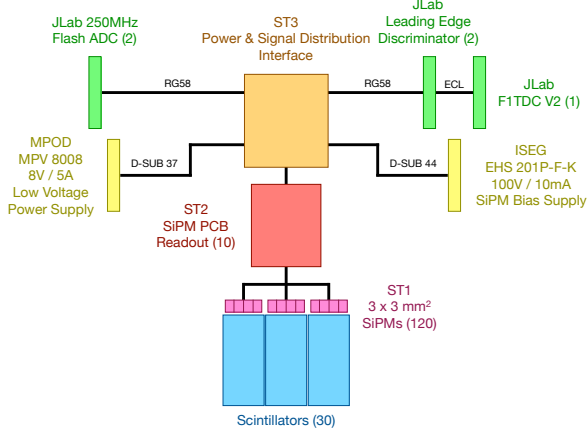 JLab 250MHz
Flash ADC (2)
ST3
Power & Signal Distribution
Interface
JLab
Leading Edge
Discriminator (2)
RG58
RG58
ECL
JLab
F1TDC V2 (1)
MPOD
MPV 8008
8V / 5A
Low Voltage
Power Supply
D-SUB 37
D-SUB 44
ISEG
EHS 201P-F-K
100V / 10mA
SiPM Bias Supply
ST2
SiPM PCB
Readout (10)
ST1
3 x 3 mm²
SiPMs (120)
Scintillators (30)